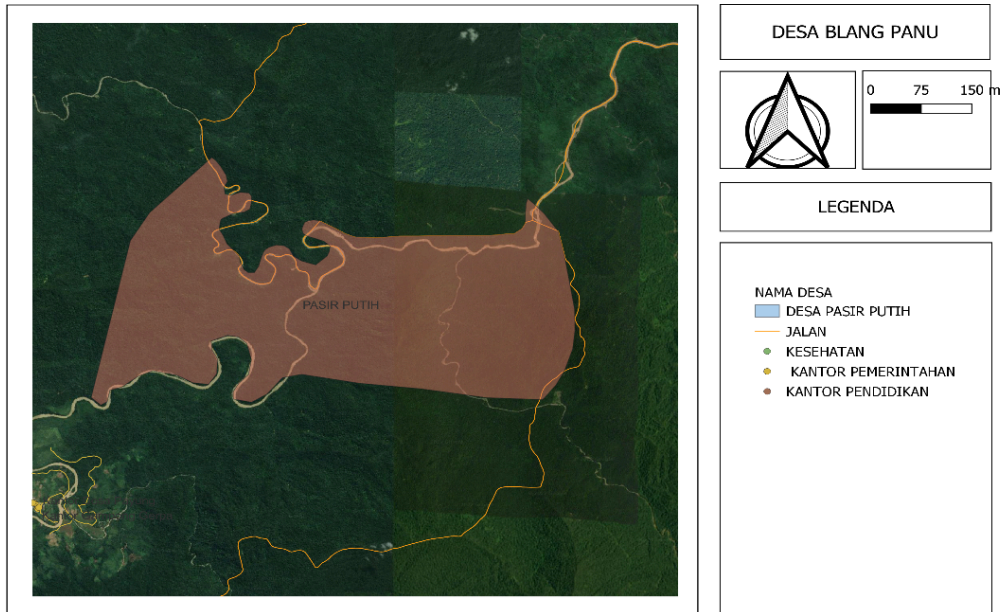 DESA BLANG PANU
0 75 150 m
LEGENDA
PASIR PUTIH
NAMA DESA
DESA PASIR PUTIH
JALAN
KESEHATAN
KANTOR PEMERINTAHAN
KANTOR PENDIDIKAN